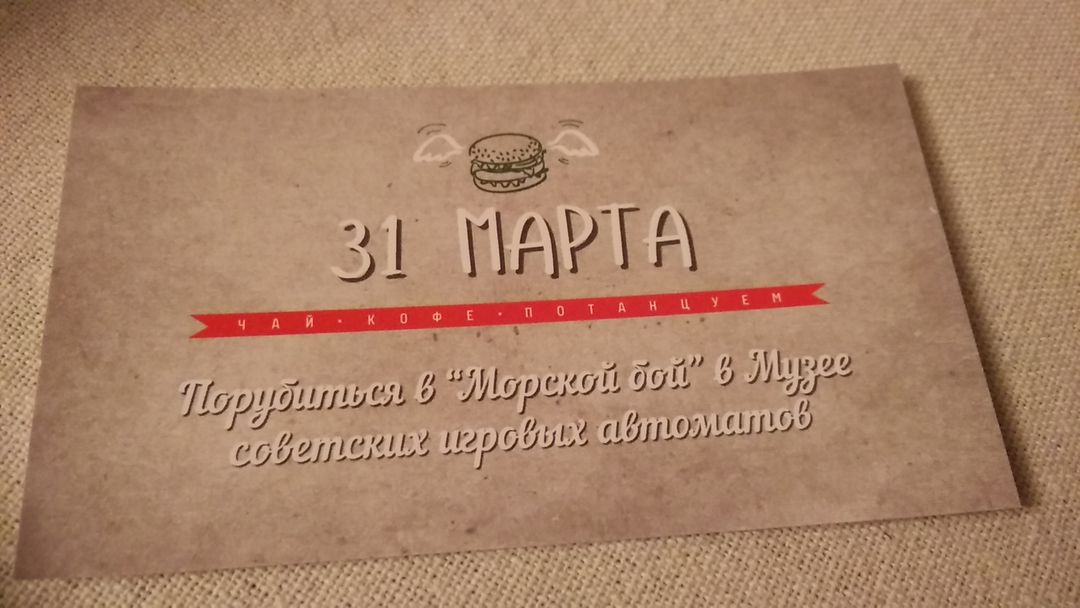 31 МАРТА
ЧАЙ • КОФЕ • ПОТАНЦУЕМ
Порубиться в “Морской бой” в Музее
советских игровых автоматов